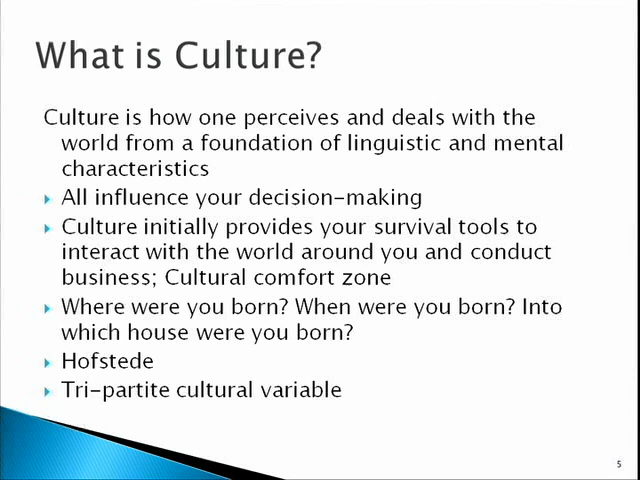 What is Culture?
Culture is how one perceives and deals with the
world from a foundation of linguistic and mental
characteristics
All influence your decision-making
Culture initially provides your survival tools to
interact with the world around you and conduct
business; Cultural comfort zone
Where were you born? When were you born? Into
which house were you born?
Hofstede
Tri-partite cultural variable
5